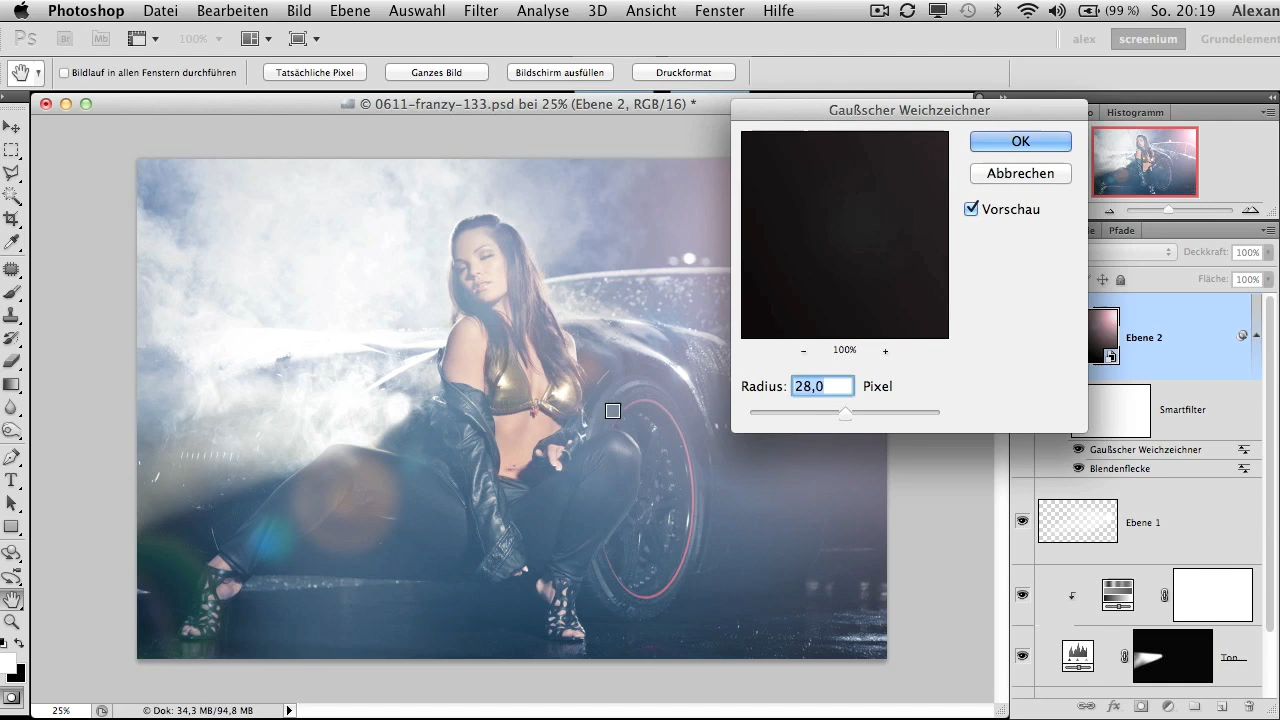 Photoshop Datei Bearbeiten Bild Ebene Auswahl Filter Analyse 3D Ansicht Fenster Hilfe (99 %) So. 20:19 Alexan
Ps Br Mb 100% alex screenium Grundelement
Bildlauf in allen Fenstern durchführen Tatsächliche Pixel Ganzes Bild Bildschirm ausfüllen Druckformat
© 0611-franzy-133.psd bei 25% (Ebene 2, RGB/16) *
Gaußscher Weichzeichner
OK
Abbrechen
Vorschau
100%
Radius: 28,0 Pixel
Histogramm
Pfade
Deckkraft: 100%
Fläche: 100%
Ebene 2
Smartfilter
Gaußscher Weichzeichner
Blendenflecke
Ebene 1
Ton...
fx
25% © Dok: 34,3 MB/94,8 MB